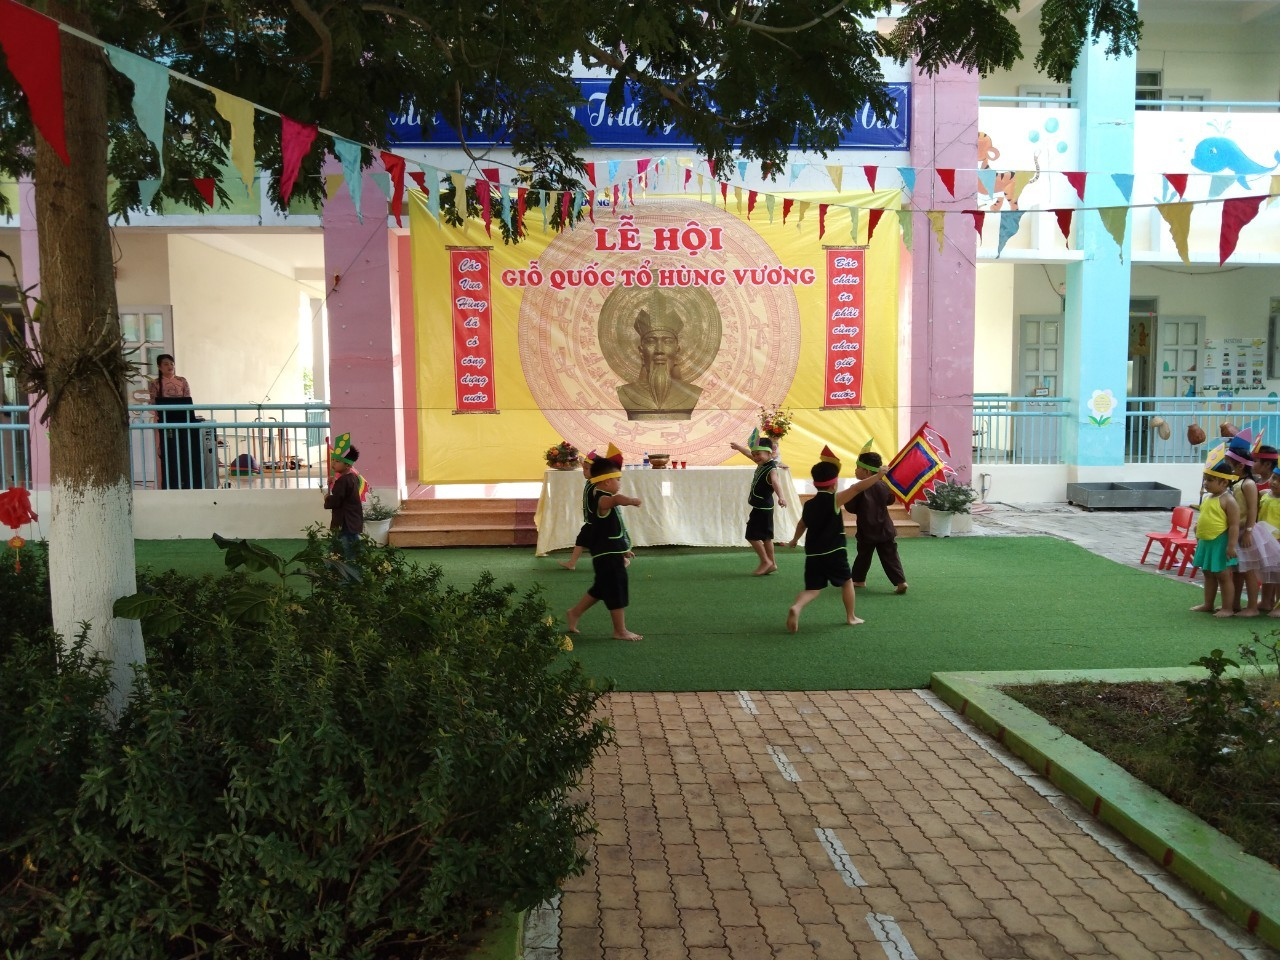 Trường
LỄ HỘI
GIỖ QUỐC TỔ HÙNG VƯƠNG
Các
Vua
Hùng
đã
có
công
dựng
nước
Bác
cháu
ta
phải
cùng
nhau
giữ
lấy
nước